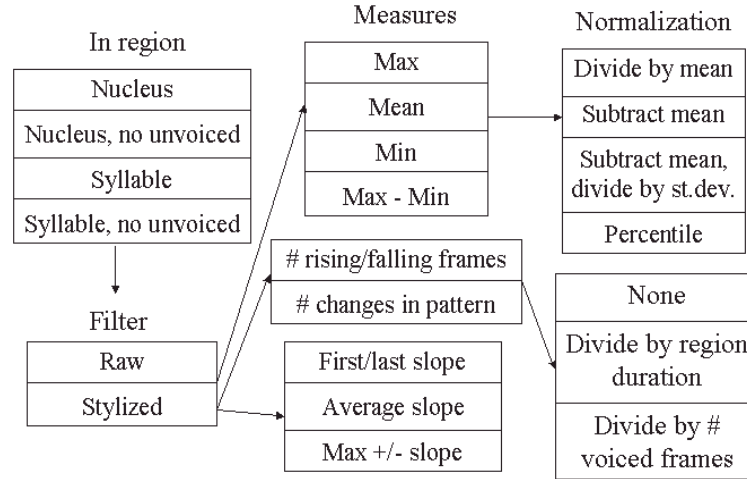 In region
Nucleus
Nucleus, no unvoiced
Syllable
Syllable, no unvoiced
Filter
Raw
Stylized
Measures
Max
Mean
Min
Max - Min
# rising/falling frames
# changes in pattern
First/last slope
Average slope
Max +/- slope
Normalization
Divide by mean
Subtract mean
Subtract mean,
divide by st.dev.
Percentile
None
Divide by region
duration
Divide by #
voiced frames